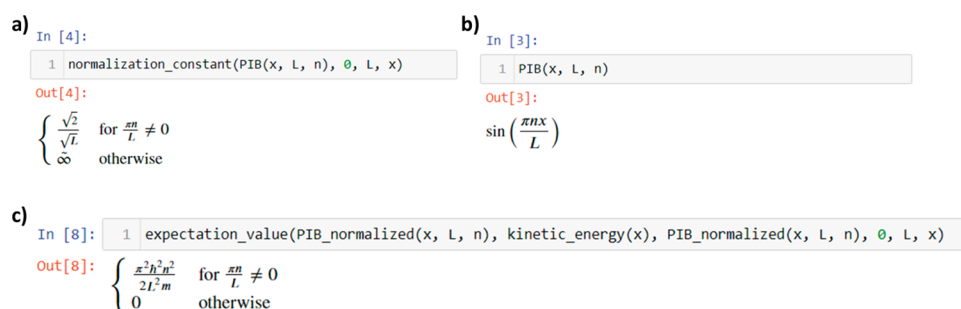 a)
In [4]:
1 normalization_constant(PIB(x, L, n), 0, L, x)
Out[4]:
{ √2/√L for πn/L ≠ 0
∞̃ otherwise
b)
In [3]:
1 PIB(x, L, n)
Out[3]:
sin(πnx/L)
c)
In [8]: 1 expectation_value(PIB_normalized(x, L, n), kinetic_energy(x), PIB_normalized(x, L, n), 0, L, x)
Out[8]: { π²ħ²n²/2L²m for πn/L ≠ 0
0 otherwise